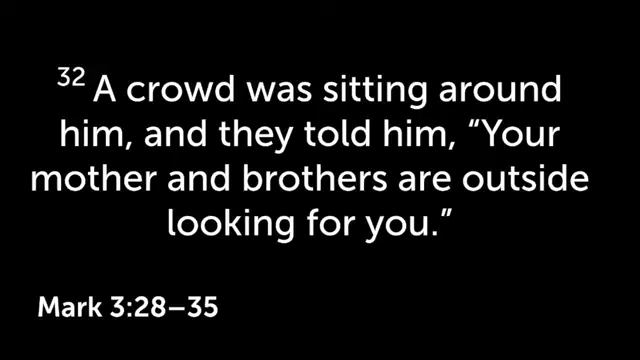 32 A crowd was sitting around
him, and they told him, “Your
mother and brothers are outside
looking for you.”
Mark 3:28–35